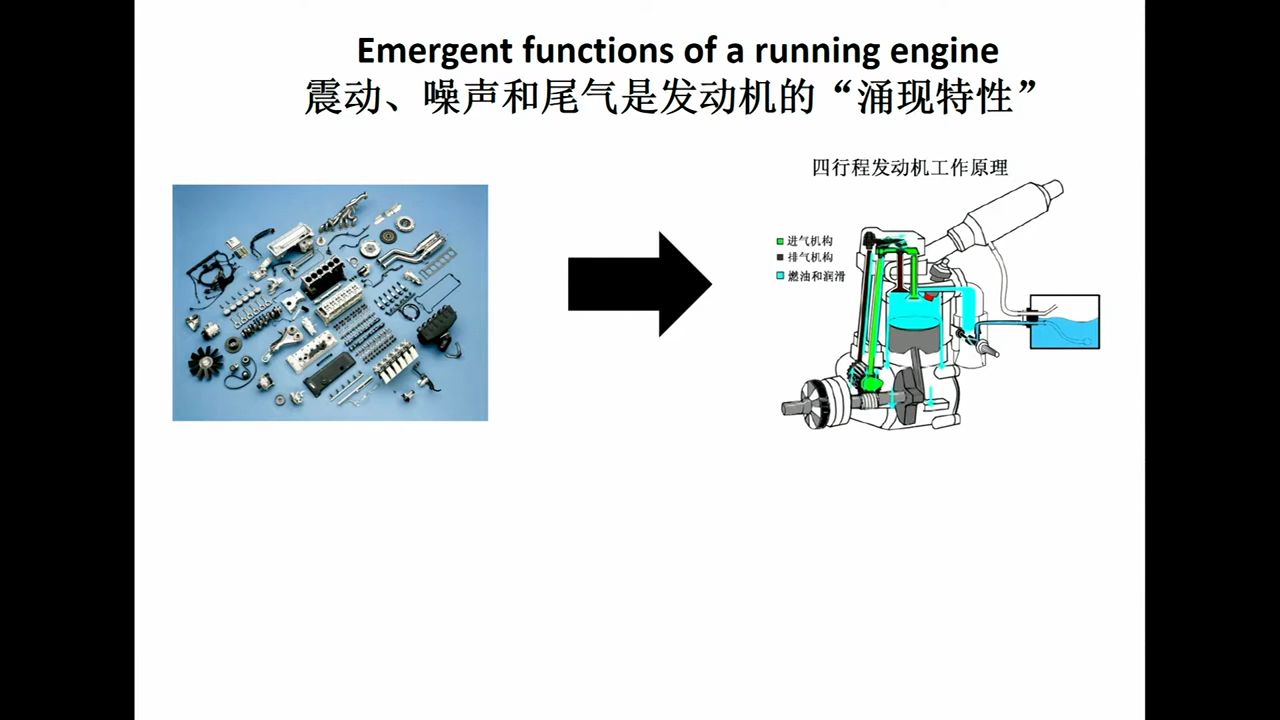 Emergent functions of a running engine
震动、噪声和尾气是发动机的“涌现特性”
四行程发动机工作原理
进气机构
排气机构
燃油和润滑